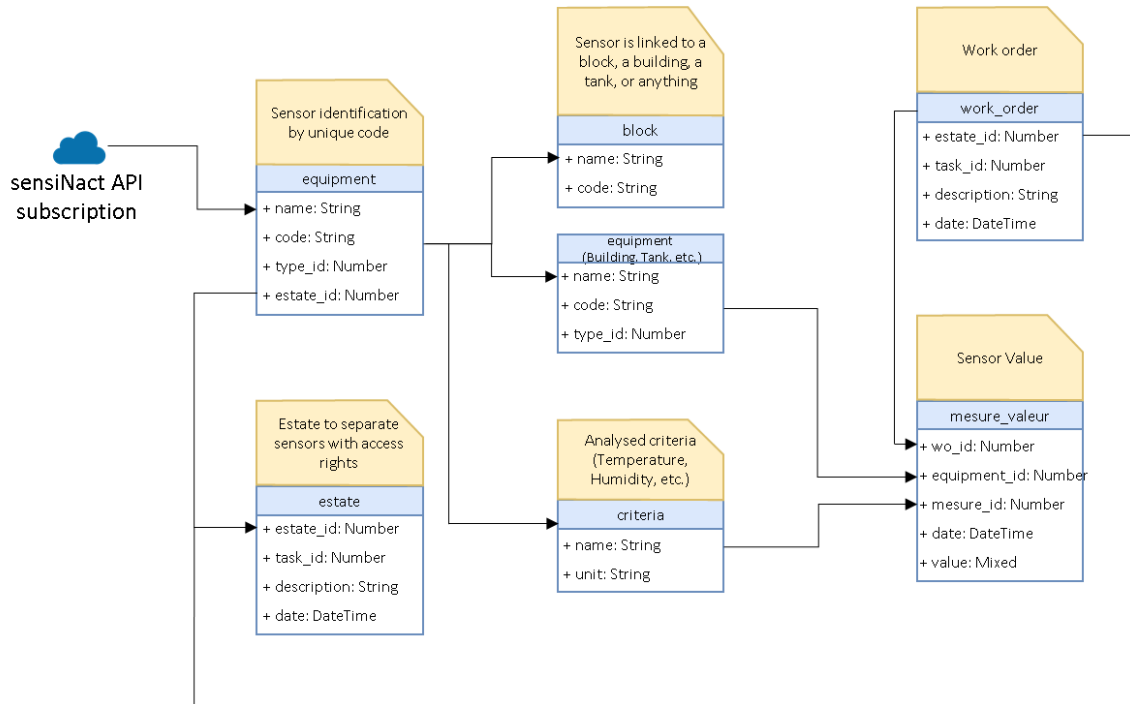 sensiNact API
subscription
Sensor identification
by unique code
equipment
+ name: String
+ code: String
+ type_id: Number
+ estate_id: Number
Estate to separate
sensors with access
rights
estate
+ estate_id: Number
+ task_id: Number
+ description: String
+ date: DateTime
Sensor is linked to a
block, a building, a
tank, or anything
block
+ name: String
+ code: String
equipment
(Building. Tank. etc.)
+ name: String
+ code: String
+ type_id: Number
Analysed criteria
(Temperature,
Humidity, etc.)
criteria
+ name: String
+ unit: String
Work order
work_order
+ estate_id: Number
+ task_id: Number
+ description: String
+ date: DateTime
Sensor Value
mesure_valeur
+ wo_id: Number
+ equipment_id: Number
+ mesure_id: Number
+ date: DateTime
+ value: Mixed